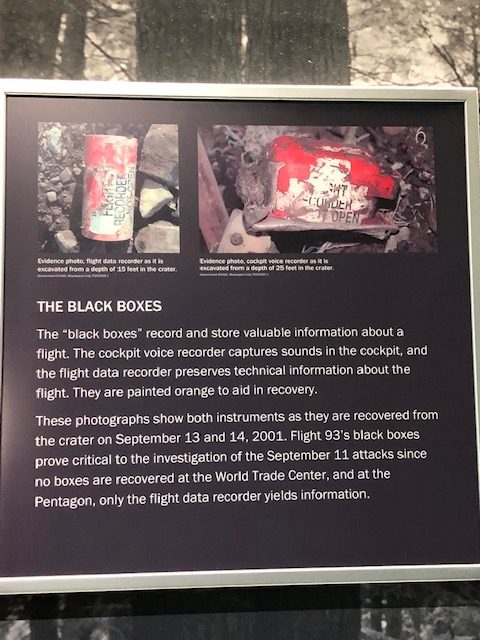 FLIGHT
RECORDER
NOT OPEN
GHT
RECORDER
T OPEN
Evidence photo, flight data recorder as it is
excavated from a depth of 15 feet in the crater.
Evidence photo, cockpit voice recorder as it is
excavated from a depth of 25 feet in the crater.
THE BLACK BOXES
The “black boxes” record and store valuable information about a
flight. The cockpit voice recorder captures sounds in the cockpit, and
the flight data recorder preserves technical information about the
flight. They are painted orange to aid in recovery.
These photographs show both instruments as they are recovered from
the crater on September 13 and 14, 2001. Flight 93’s black boxes
prove critical to the investigation of the September 11 attacks since
no boxes are recovered at the World Trade Center, and at the
Pentagon, only the flight data recorder yields information.